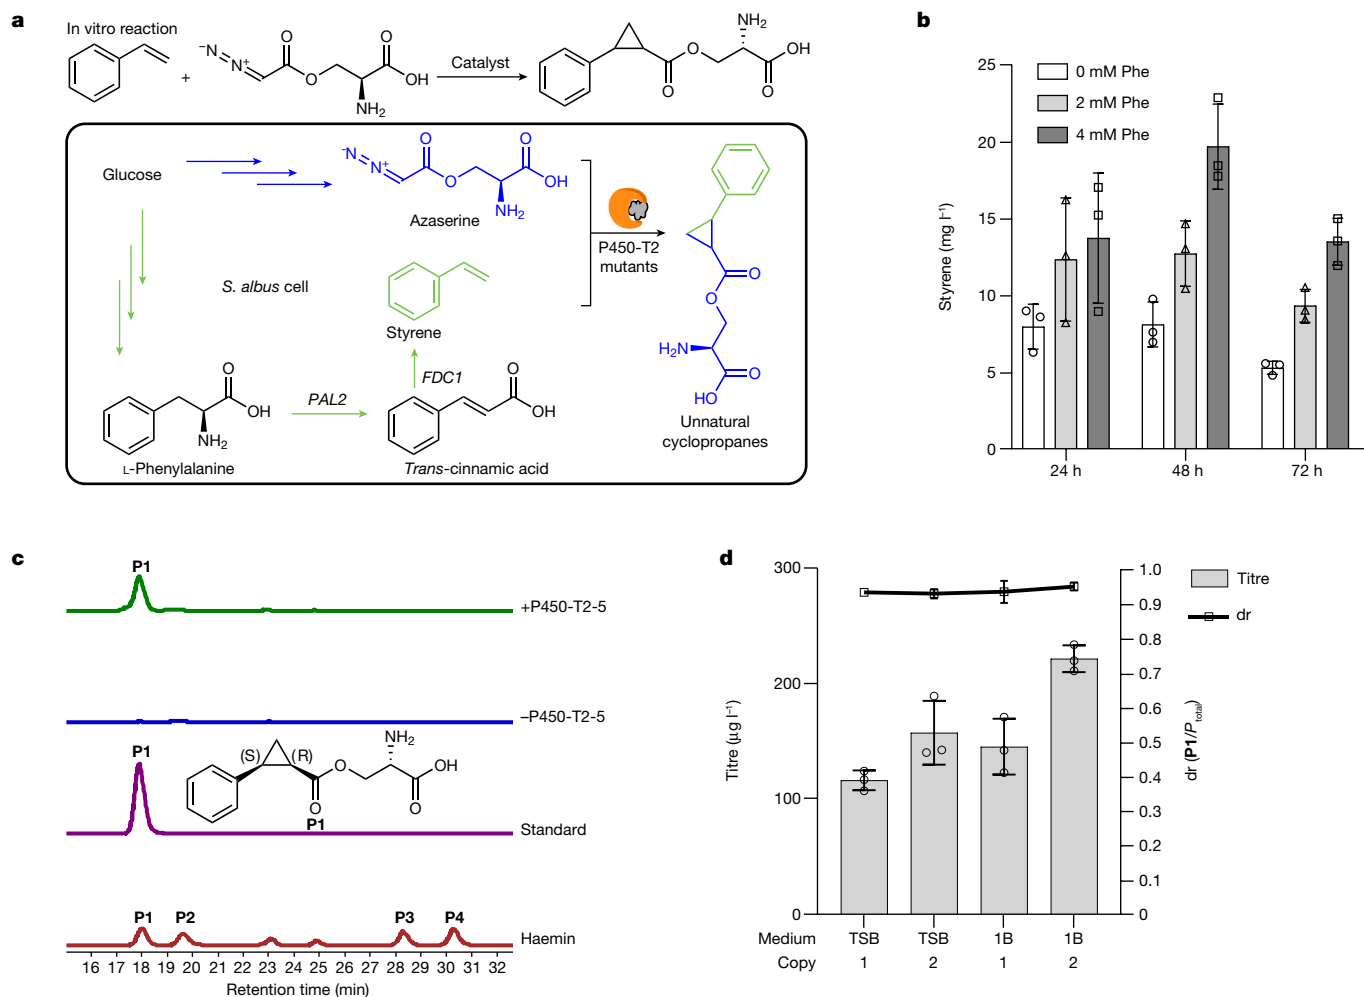 a
In vitro reaction
⁻N
N⁺
O
O
O
OH
NH₂
+
Catalyst
O
O
NH₂
OH
O
Glucose
⁻N
N⁺
O
O
O
OH
NH₂
Azaserine
P450-T2
mutants
S. albus cell
Styrene
FDC1
O
OH
NH₂
L-Phenylalanine
PAL2
O
OH
Trans-cinnamic acid
O
O
H₂N
O
HO
Unnatural
cyclopropanes
b
Styrene (mg l⁻¹)
25
20
15
10
5
0
0 mM Phe
2 mM Phe
4 mM Phe
24 h
48 h
72 h
c
P1
+P450-T2-5
–P450-T2-5
P1
(S)
(R)
O
O
NH₂
OH
O
P1
Standard
P1 P2 P3 P4
Haemin
16 17 18 19 20 21 22 23 24 25 26 27 28 29 30 31 32
Retention time (min)
d
Titre (µg l⁻¹)
300
200
100
0
1.0
0.9
0.8
0.7
0.6
0.5
0.4
0.3
0.2
0.1
0
dr (P1/Ptotal)
Titre
dr
Medium TSB TSB 1B 1B
Copy 1 2 1 2